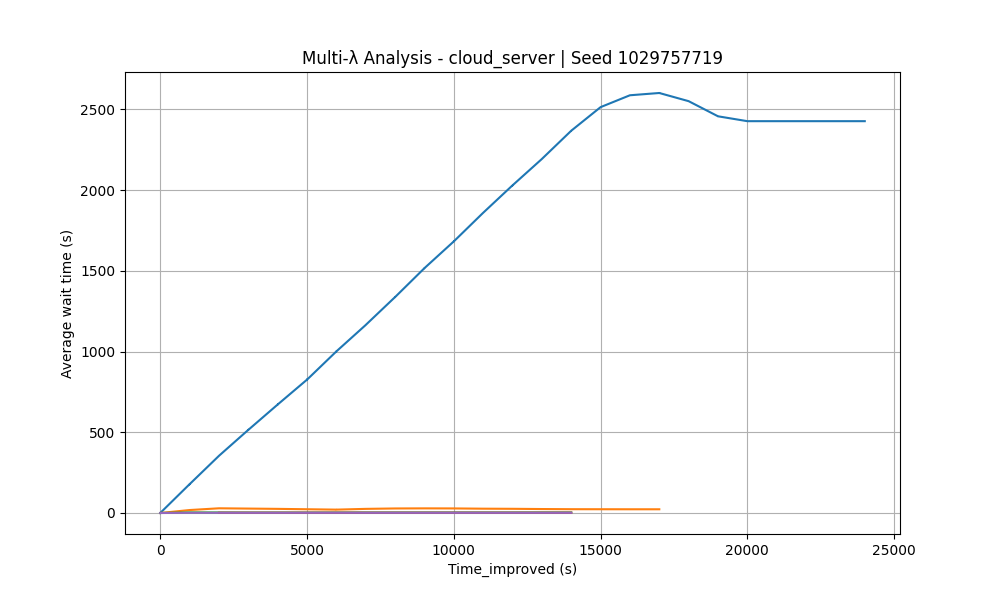 Multi-λ Analysis - cloud_server | Seed 1029757719
2500
2000
1500
1000
500
0
Average wait time (s)
0 5000 10000 15000 20000 25000
Time_improved (s)